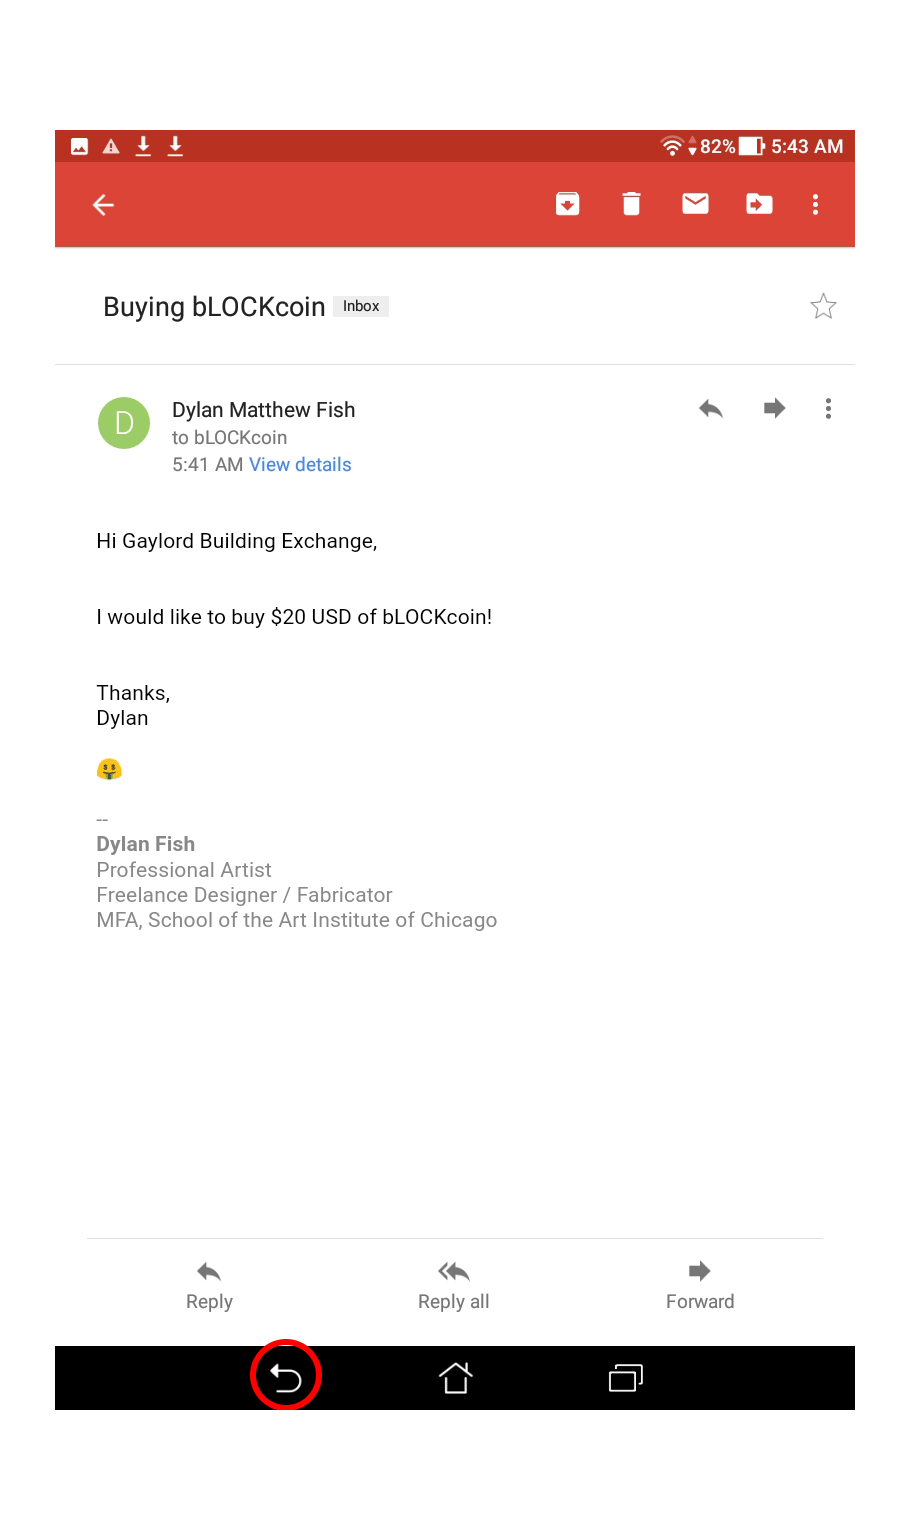 82% 5:43 AM
Buying bLOCKcoin Inbox
D
Dylan Matthew Fish
to bLOCKcoin
5:41 AM View details
Hi Gaylord Building Exchange,
I would like to buy $20 USD of bLOCKcoin!
Thanks,
Dylan
🤑
--
Dylan Fish
Professional Artist
Freelance Designer / Fabricator
MFA, School of the Art Institute of Chicago
Reply Reply all Forward